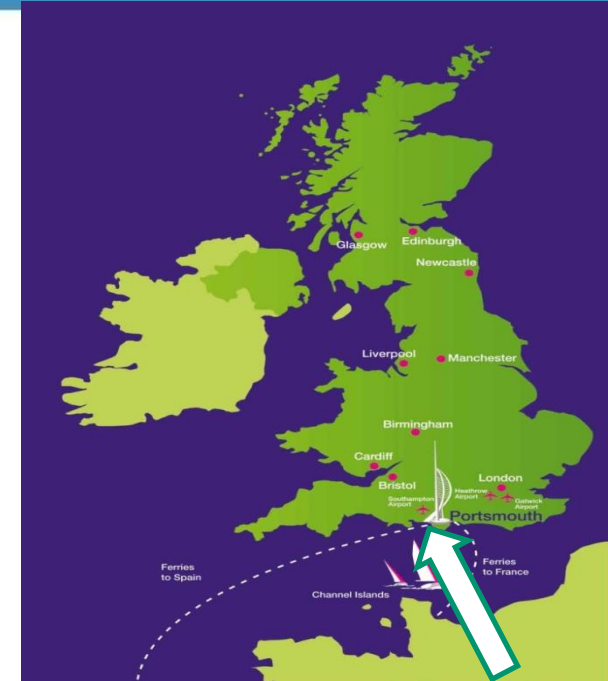 Glasgow
Edinburgh
Newcastle
Liverpool
Manchester
Birmingham
Cardiff
Bristol
London
Southampton
Airport
Heathrow
Airport
Gatwick
Airport
Portsmouth
Ferries
to Spain
Ferries
to France
Channel Islands